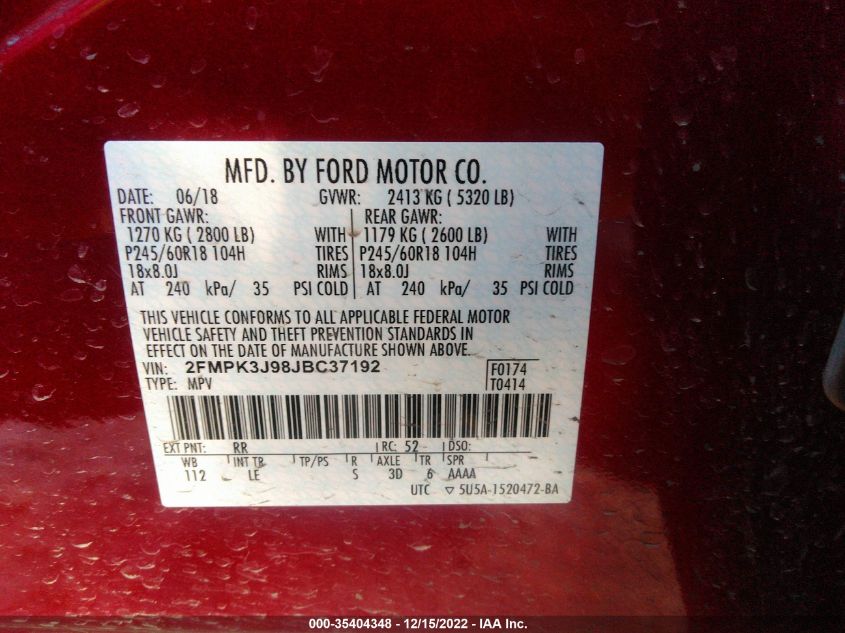 MFD. BY FORD MOTOR CO.
DATE: 06/18 GVWR: 2413 KG ( 5320 LB)
FRONT GAWR: REAR GAWR:
1270 KG ( 2800 LB) WITH 1179 KG ( 2600 LB) WITH
P245/60R18 104H TIRES P245/60R18 104H TIRES
18x8.0J RIMS 18x8.0J RIMS
AT 240 kPa/ 35 PSI COLD AT 240 kPa/ 35 PSI COLD
THIS VEHICLE CONFORMS TO ALL APPLICABLE FEDERAL MOTOR
VEHICLE SAFETY AND THEFT PREVENTION STANDARDS IN
EFFECT ON THE DATE OF MANUFACTURE SHOWN ABOVE.
VIN: 2FMPK3J98JBC37192 F0174
TYPE: MPV T0414
EXT PNT: RR RC: 52 DSO:
WB INT TR TP/PS R AXLE TR SPR
112 LE S 3D 6 AAAA
UTC ▽ 5U5A-1520472-BA
000-35404348 - 12/15/2022 - IAA Inc.